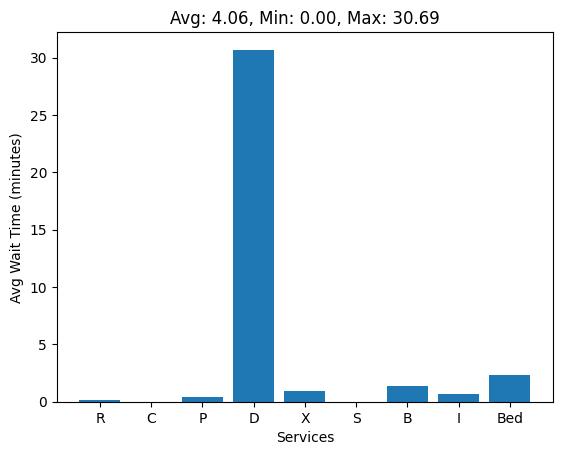 Avg: 4.06, Min: 0.00, Max: 30.69
30
25
20
15
10
5
0
Avg Wait Time (minutes)
R C P D X S B I Bed
Services